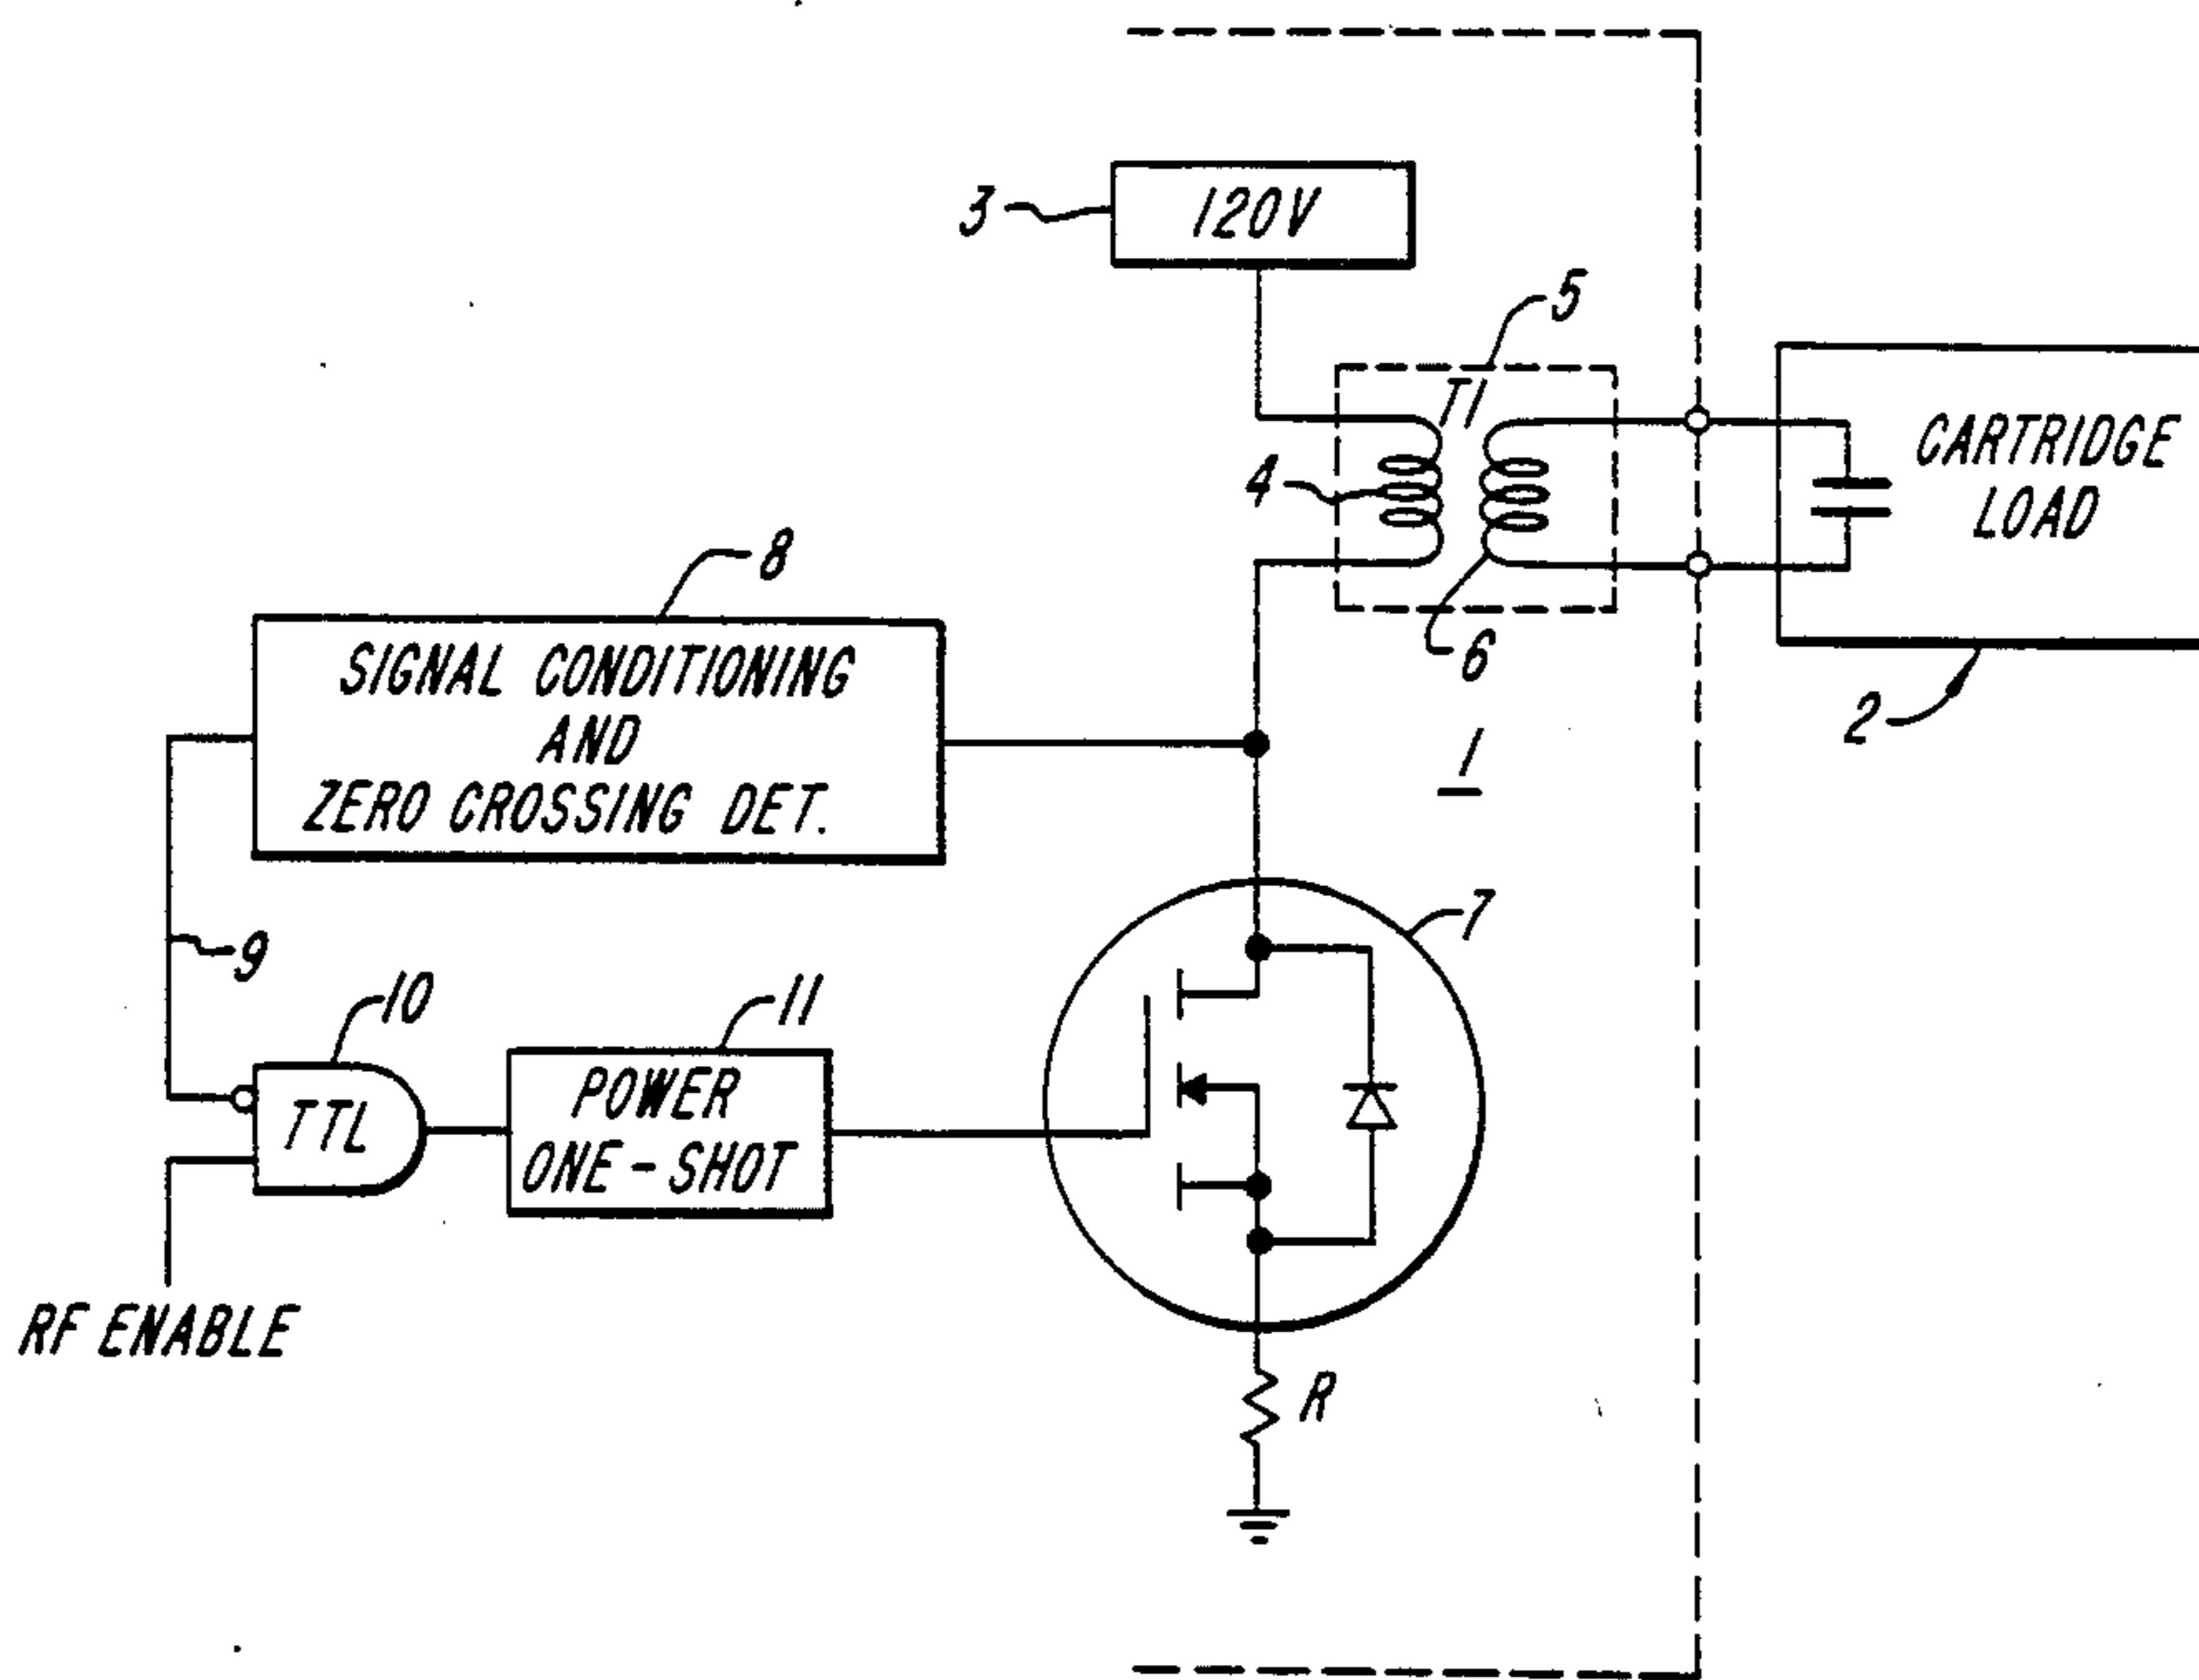 3
120V
5
T1
4
6
CARTRIDGE
LOAD
2
1
8
SIGNAL CONDITIONING
AND
ZERO CROSSING DET.
9
7
10
TTL
11
POWER
ONE-SHOT
RF ENABLE
R